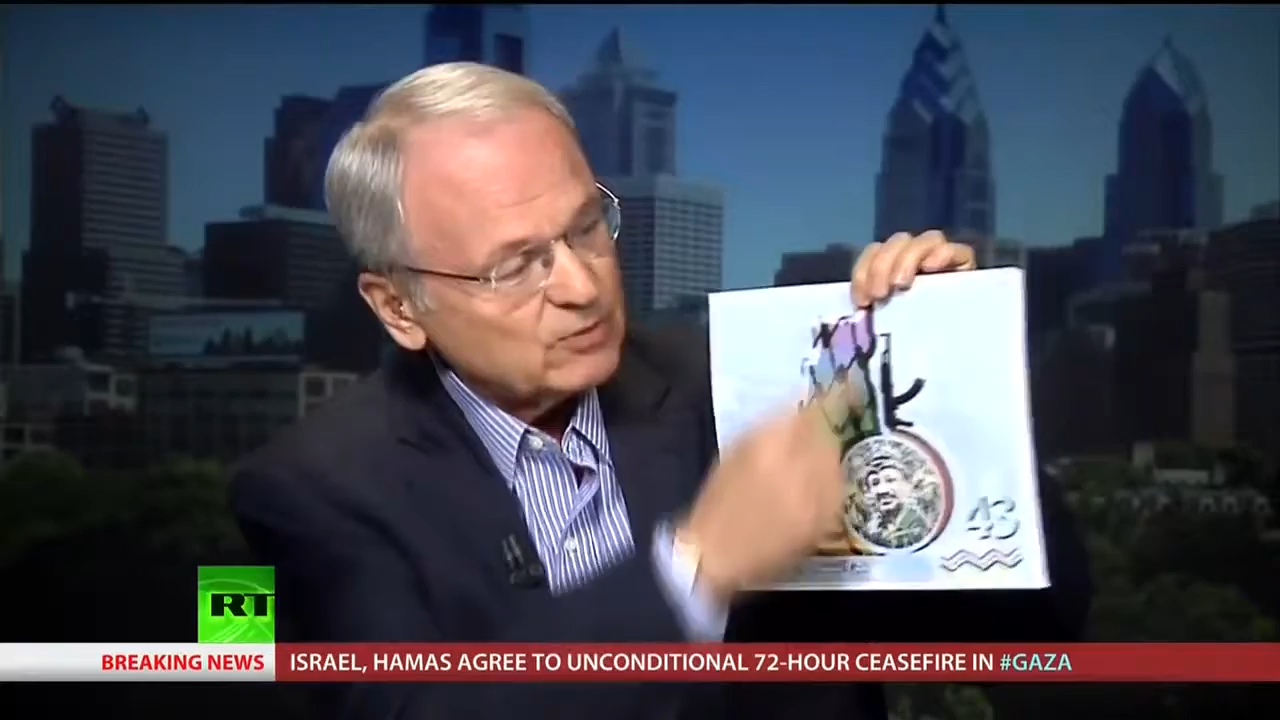 43
RT
BREAKING NEWS
ISRAEL, HAMAS AGREE TO UNCONDITIONAL 72-HOUR CEASEFIRE IN #GAZA